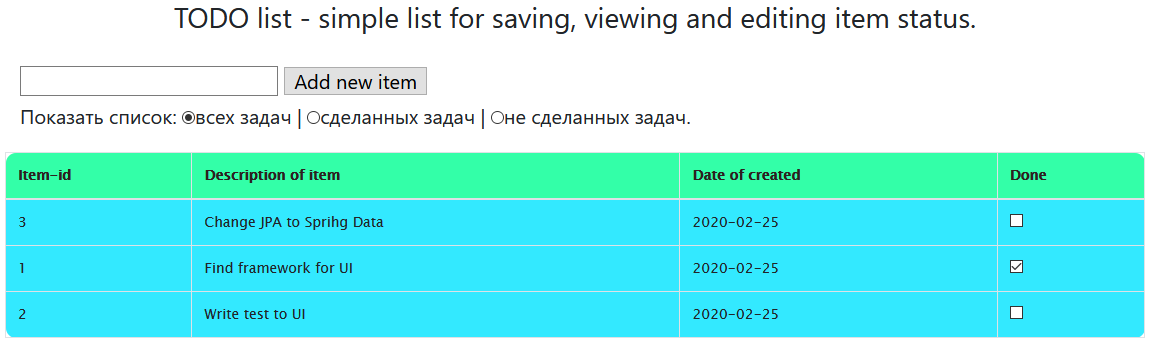 TODO list - simple list for saving, viewing and editing item status.
Add new item
Показать список: всех задач | сделанных задач | не сделанных задач.
Item-id Description of item Date of created Done
3 Change JPA to Sprihg Data 2020-02-25
1 Find framework for UI 2020-02-25
2 Write test to UI 2020-02-25